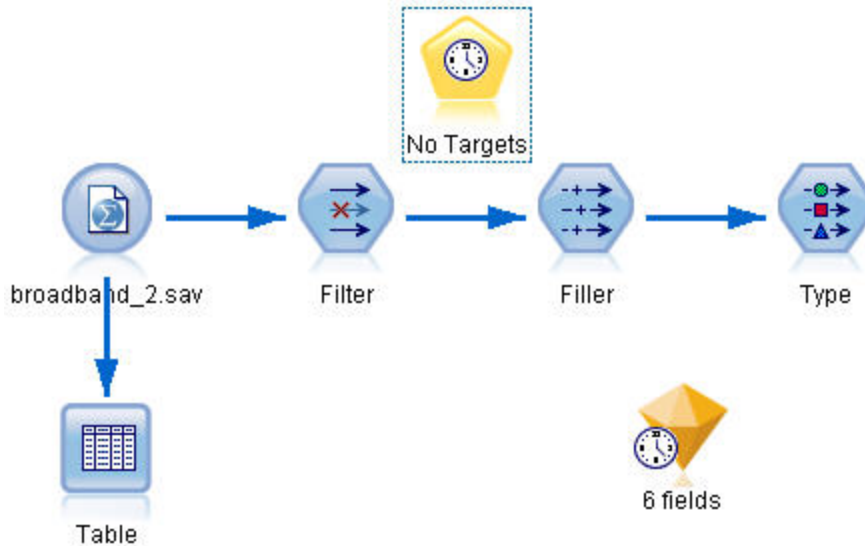 No Targets
broadband_2.sav
Filter
Filler
Type
6 fields
Table